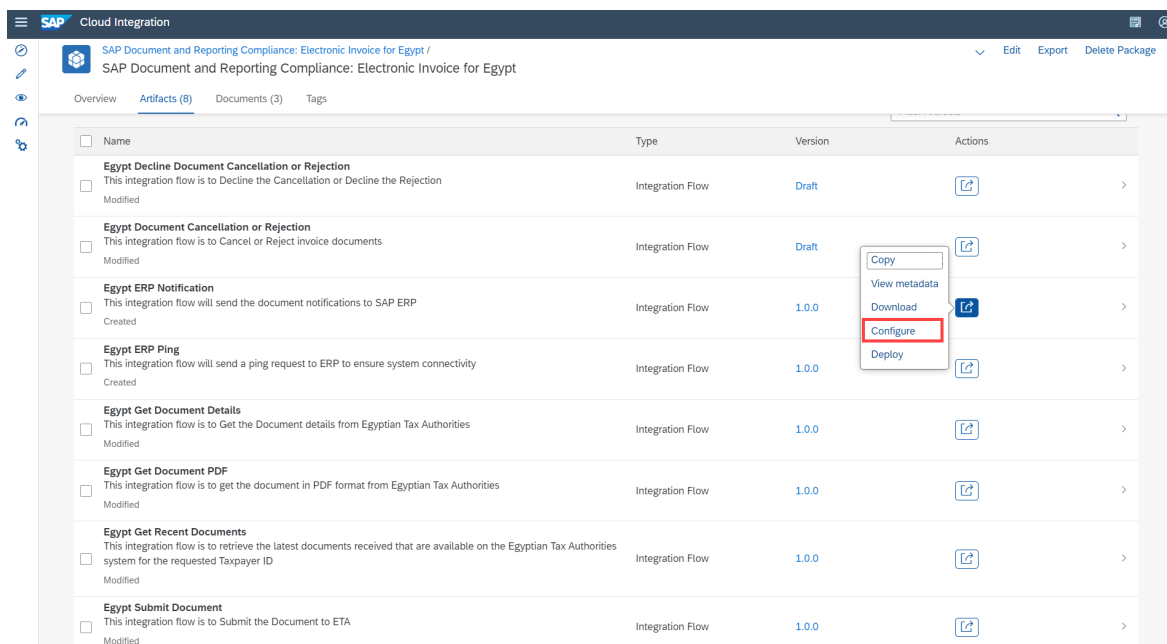 SAP Cloud Integration
SAP Document and Reporting Compliance: Electronic Invoice for Egypt /
Edit Export Delete Package
SAP Document and Reporting Compliance: Electronic Invoice for Egypt
Overview Artifacts (8) Documents (3) Tags
Name Type Version Actions
Egypt Decline Document Cancellation or Rejection
This integration flow is to Decline the Cancellation or Decline the Rejection
Integration Flow Draft
Modified
Egypt Document Cancellation or Rejection
This integration flow is to Cancel or Reject invoice documents
Integration Flow Draft
Modified
Copy
View metadata
Download
Configure
Deploy
Egypt ERP Notification
This integration flow will send the document notifications to SAP ERP
Integration Flow 1.0.0
Created
Egypt ERP Ping
This integration flow will send a ping request to ERP to ensure system connectivity
Integration Flow 1.0.0
Created
Egypt Get Document Details
This integration flow is to Get the Document details from Egyptian Tax Authorities
Integration Flow 1.0.0
Modified
Egypt Get Document PDF
This integration flow is to get the document in PDF format from Egyptian Tax Authorities
Integration Flow 1.0.0
Modified
Egypt Get Recent Documents
This integration flow is to retrieve the latest documents received that are available on the Egyptian Tax Authorities
system for the requested Taxpayer ID
Integration Flow 1.0.0
Modified
Egypt Submit Document
This integration flow is to Submit the Document to ETA
Integration Flow 1.0.0
Modified